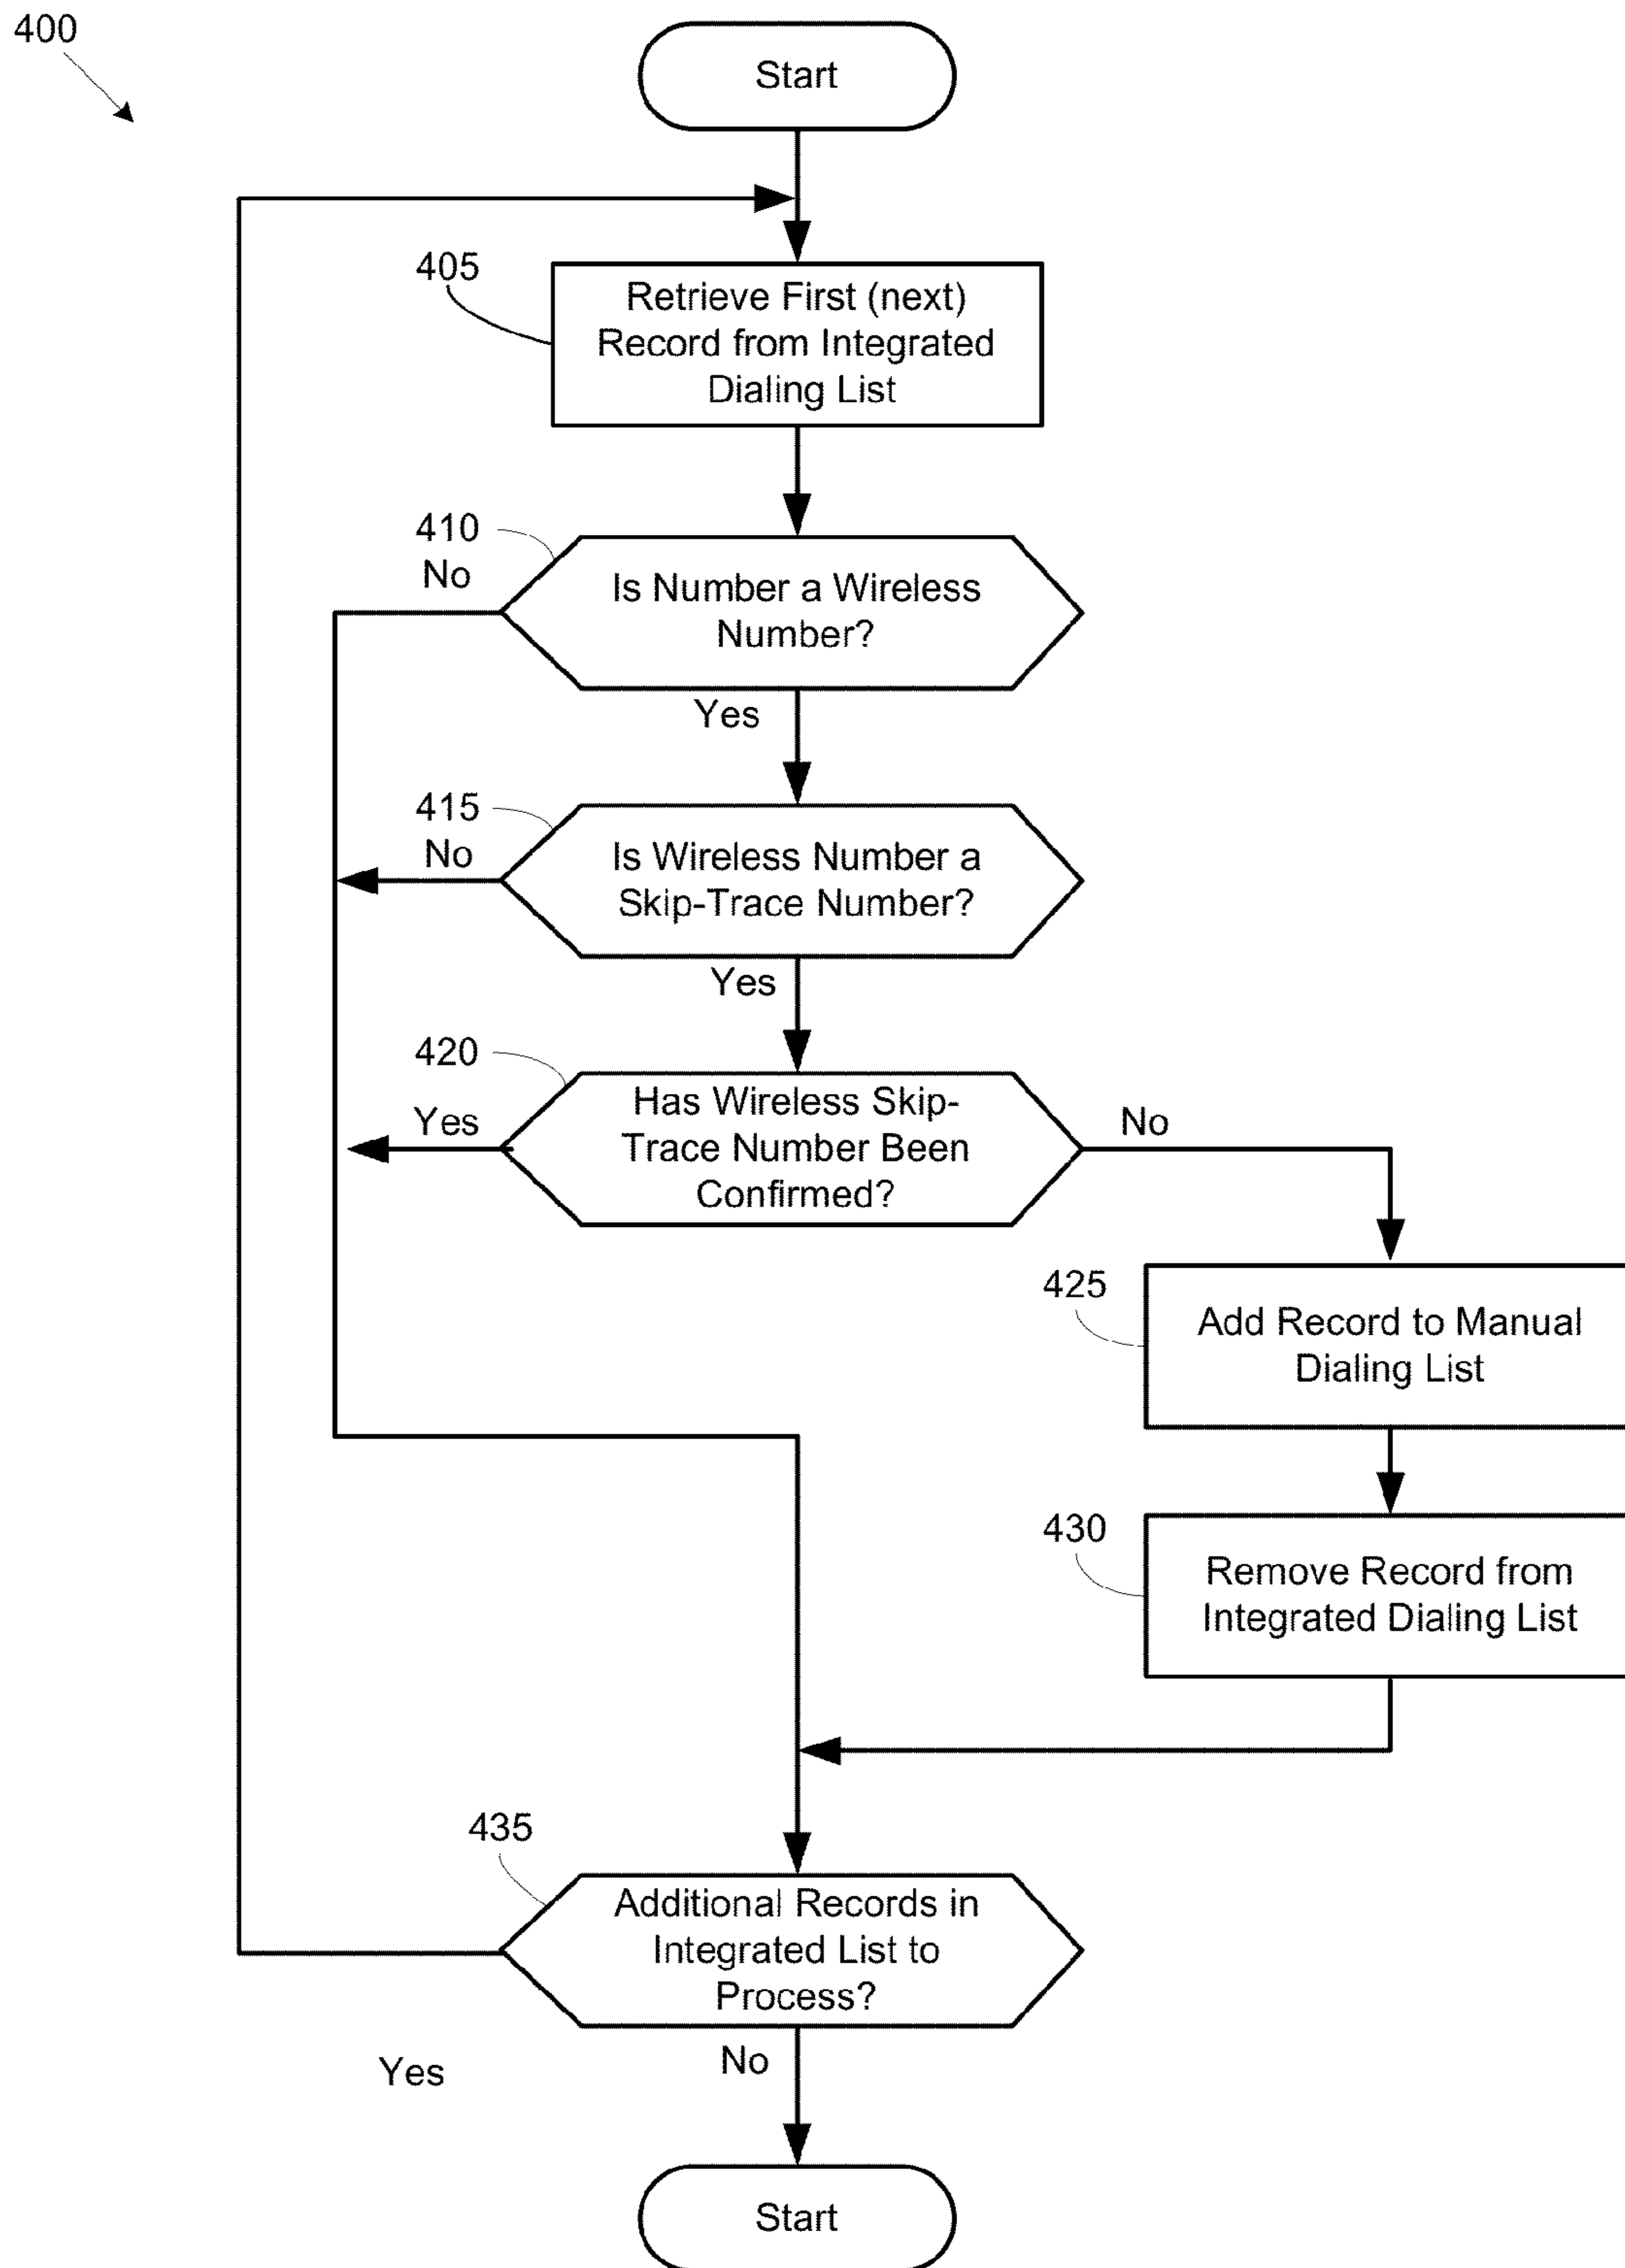 400
Start
405
Retrieve First (next)
Record from Integrated
Dialing List
410
No
Is Number a Wireless
Number?
Yes
415
No
Is Wireless Number a
Skip-Trace Number?
Yes
420
Yes
Has Wireless Skip-
Trace Number Been
Confirmed?
No
425
Add Record to Manual
Dialing List
430
Remove Record from
Integrated Dialing List
435
Additional Records in
Integrated List to
Process?
Yes
No
Start